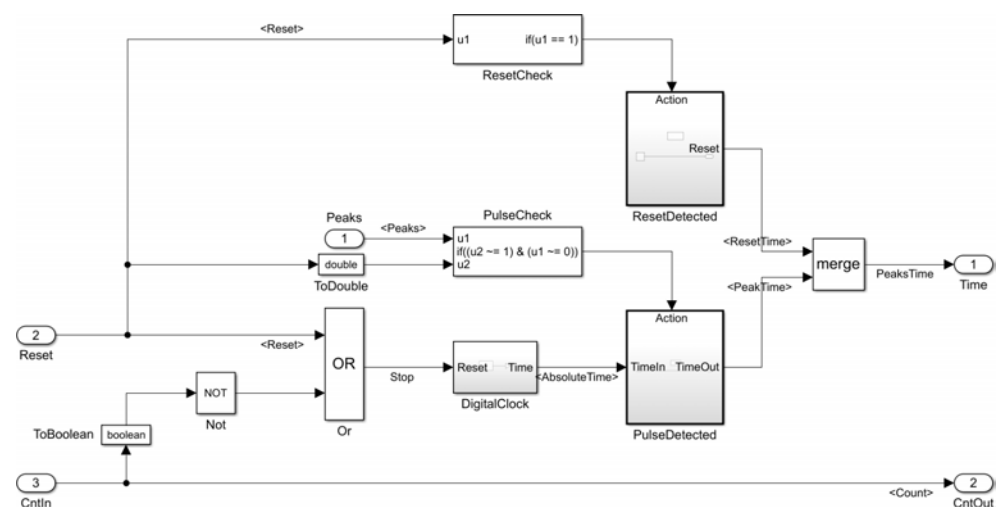 <Reset>
u1 if(u1 == 1)
ResetCheck
Action
Reset
ResetDetected
Peaks
1
<Peaks>
PulseCheck
u1
if((u2 ~= 1) & (u1 ~= 0))
u2
double
ToDouble
<ResetTime>
merge
PeaksTime
1
Time
<PeakTime>
2
Reset
<Reset>
OR
Or
Stop
Reset Time
DigitalClock
<AbsoluteTime>
Action
TimeIn TimeOut
PulseDetected
NOT
Not
ToBoolean
boolean
3
CntIn
<Count>
2
CntOut